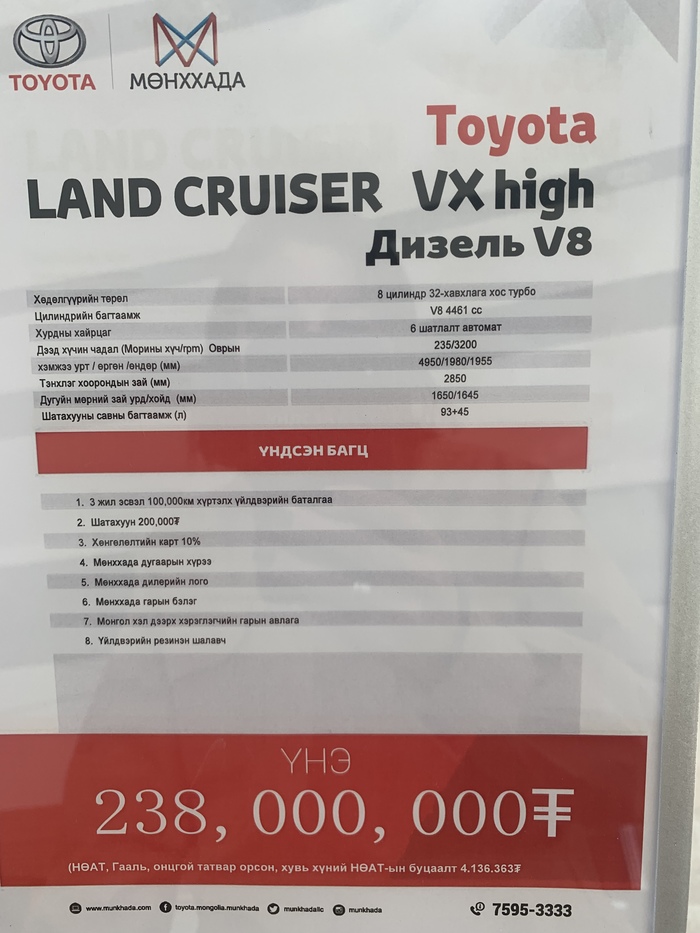 TOYOTA
МӨНХХАДА
Toyota
LAND CRUISER VX high
Дизель V8
Хөдөлгүүрийн төрөл 8 цилиндр 32-хавхлага хос турбо
Цилиндрийн багтаамж V8 4461 cc
Хурдны хайрцаг 6 шатлалт автомат
Дээд хүчин чадал (Морины хүч/rpm) Оврын 235/3200
хэмжээ урт / өргөн /өндөр (мм) 4950/1980/1955
Тэнхлэг хоорондын зай (мм) 2850
Дугуйн мөрний зай урд/хойд (мм) 1650/1645
Шатахууны савны багтаамж (л) 93+45
ҮНДСЭН БАГЦ
1. 3 жил эсвэл 100,000км хүртэлх үйлдвэрийн баталгаа
2. Шатахуун 200,000₮
3. Хөнгөлөлтийн карт 10%
4. Мөнххада дугаарын хүрээ
5. Мөнххада дилерийн лого
6. Мөнххада гарын бэлэг
7. Монгол хэл дээрх хэрэглэгчийн гарын авлага
8. Үйлдвэрийн резинэн шалавч
ҮНЭ
238, 000, 000₮
(НӨАТ, Гааль, онцгой татвар орсон, хувь хүний НӨАТ-ын буцаалт 4.136.363₮
www.munkhada.com toyota.mongolia.munkhada munkhadallc munkhada 7595-3333